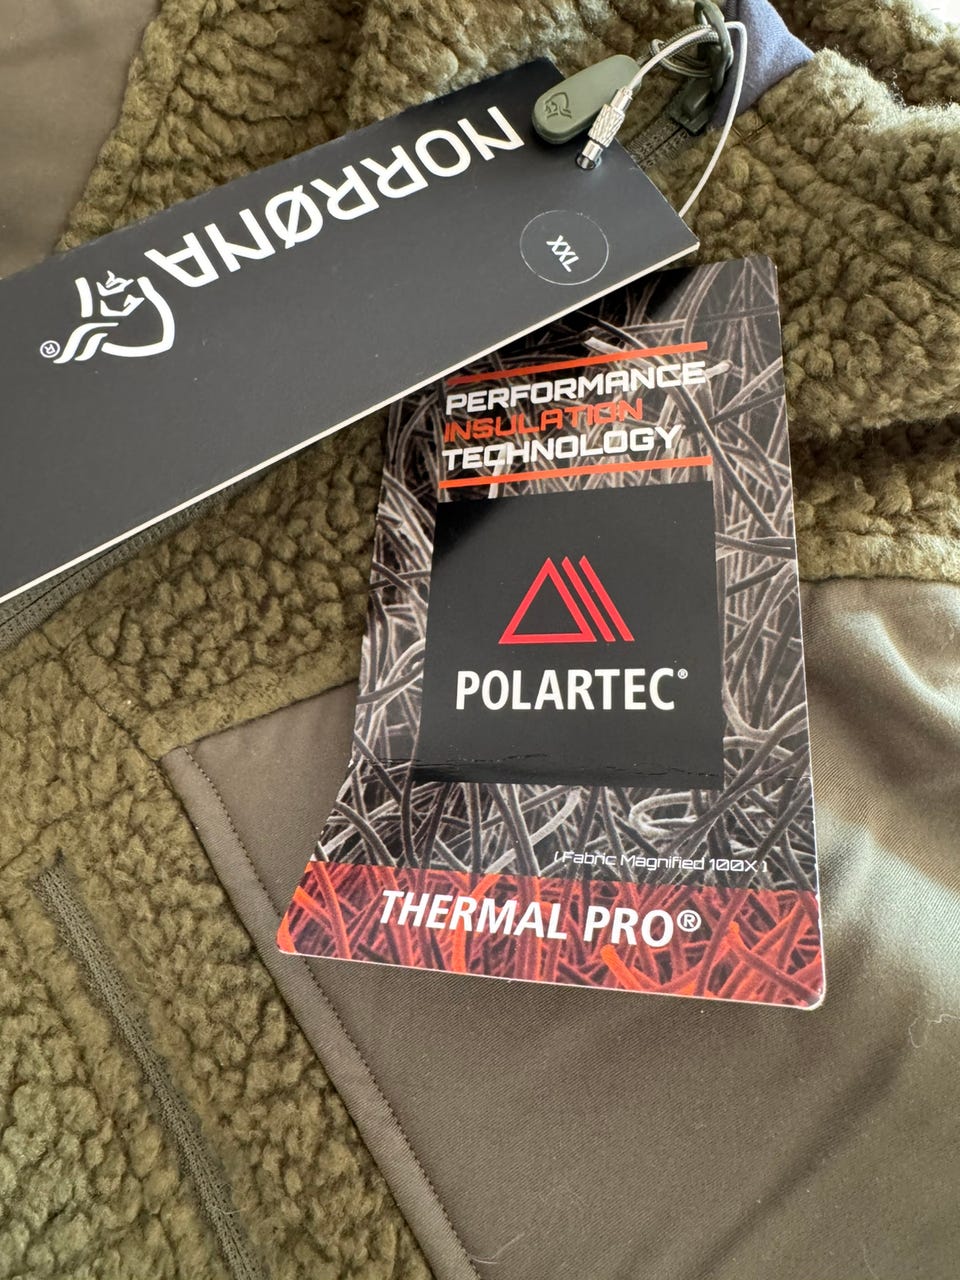 NORRØNA
®
XXL
PERFORMANCE
INSULATION
TECHNOLOGY
POLARTEC®
( Fabric Magnified 100X )
THERMAL PRO®